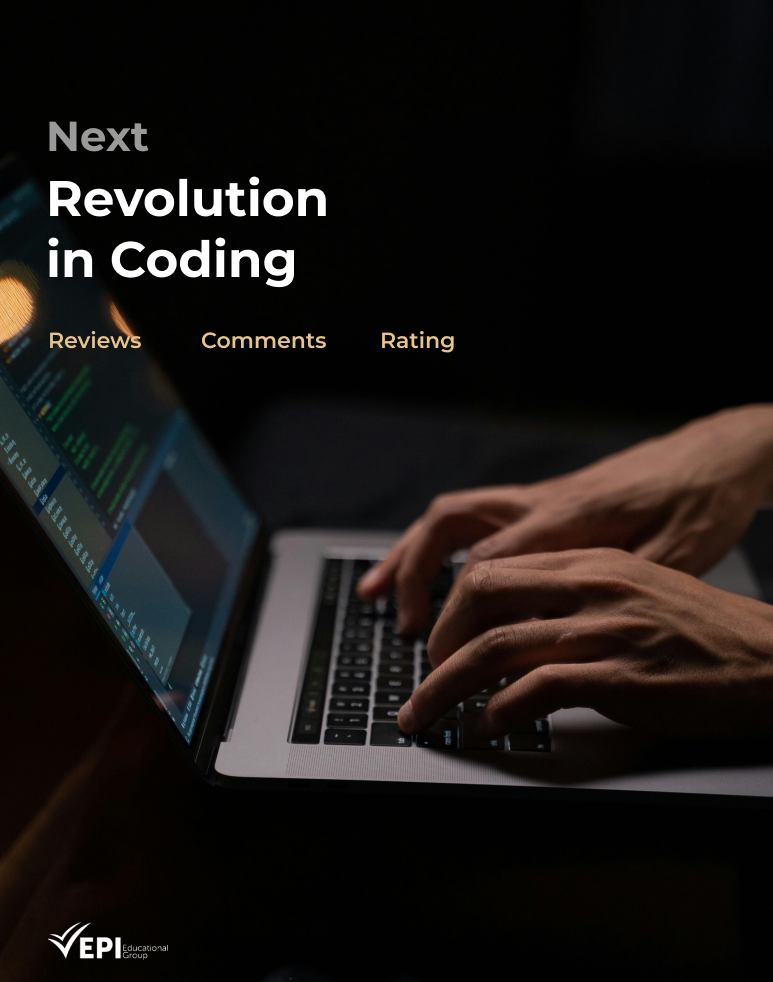 Next
Revolution
in Coding
Reviews Comments Rating
EPI Educational
Group